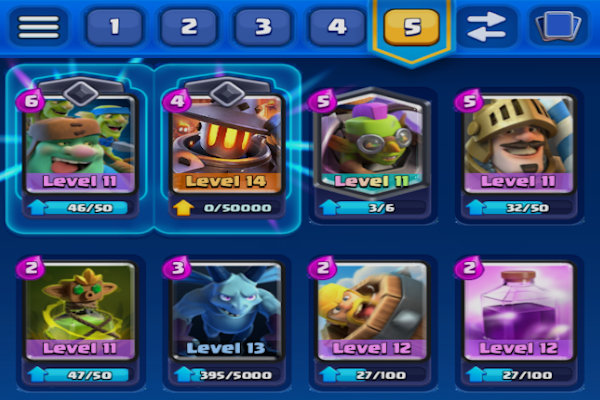 1 2 3 4 5
6 4 5 5
Level 11 Level 14 Level 11 Level 11
46/50 0/50000 3/6 32/50
2 3 2 2
Level 11 Level 13 Level 12 Level 12
47/50 395/5000 27/100 27/100